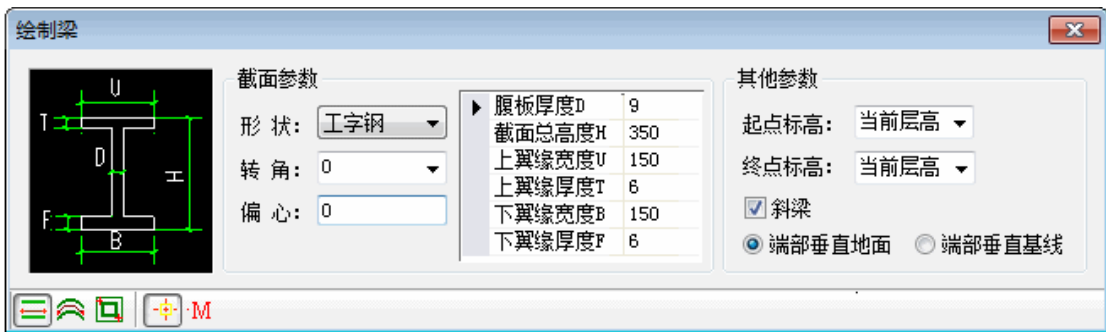 绘制梁
U
T
D
H
F
B
截面参数
形 状: 工字钢
转 角: 0
偏 心: 0
腹板厚度D 9
截面总高度H 350
上翼缘宽度U 150
上翼缘厚度T 6
下翼缘宽度B 150
下翼缘厚度F 6
其他参数
起点标高: 当前层高
终点标高: 当前层高
斜梁
端部垂直地面 端部垂直基线
M